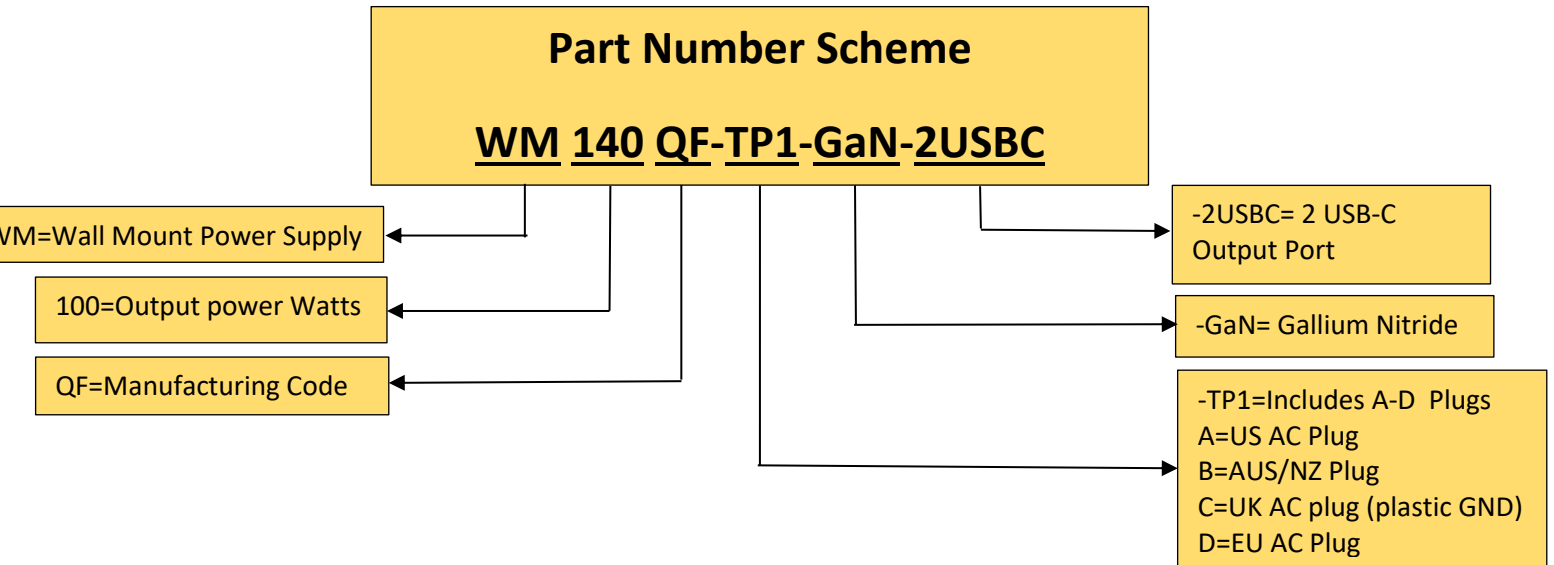 Part Number Scheme
WM 140 QF-TP1-GaN-2USBC
WM=Wall Mount Power Supply
100=Output power Watts
QF=Manufacturing Code
-2USBC= 2 USB-C
Output Port
-GaN= Gallium Nitride
-TP1=Includes A-D Plugs
A=US AC Plug
B=AUS/NZ Plug
C=UK AC plug (plastic GND)
D=EU AC Plug